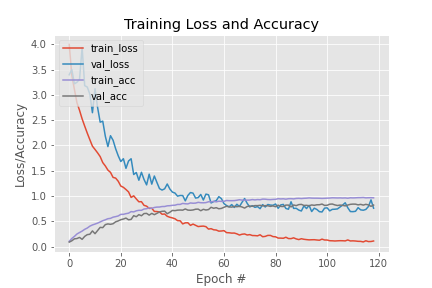 Training Loss and Accuracy
4.0
3.5
3.0
2.5
2.0
1.5
1.0
0.5
0.0
Loss/Accuracy
train_loss
val_loss
train_acc
val_acc
0 20 40 60 80 100 120
Epoch #